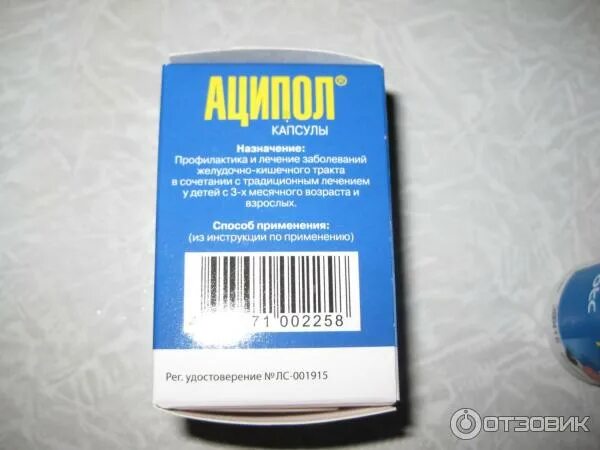 АЦИПОЛ®
КАПСУЛЫ
Назначение:
Профилактика и лечение заболеваний
желудочно-кишечного тракта
в сочетании с традиционным лечением
у детей с 3-х месячного возраста и
взрослых.
Способ применения:
(из инструкции по применению)
71 002258
Рег. удостоверение №ЛС-001915
ОТЗОВИК